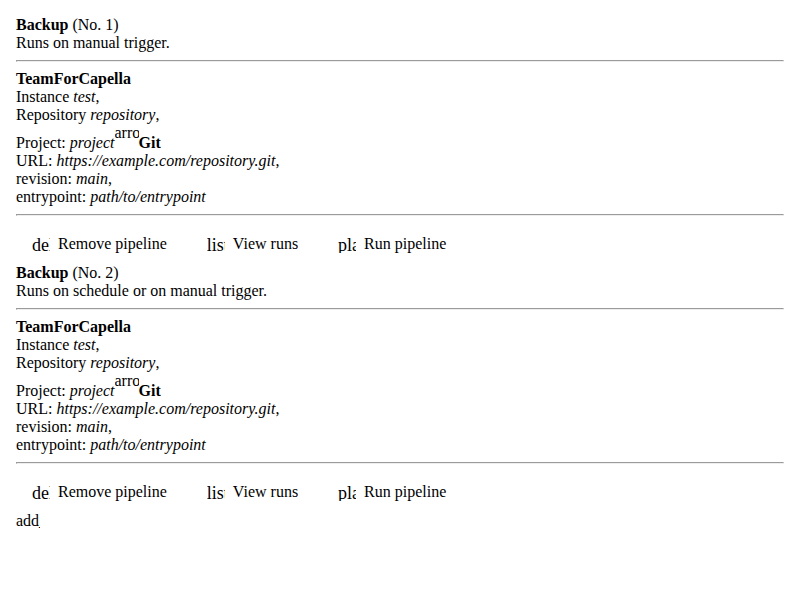 Backup (No. 1)
Runs on manual trigger.
TeamForCapella
Instance test,
Repository repository,
Project: project arro Git
URL: https://example.com/repository.git,
revision: main,
entrypoint: path/to/entrypoint
de Remove pipeline lis View runs pla Run pipeline
Backup (No. 2)
Runs on schedule or on manual trigger.
TeamForCapella
Instance test,
Repository repository,
Project: project arro Git
URL: https://example.com/repository.git,
revision: main,
entrypoint: path/to/entrypoint
de Remove pipeline lis View runs pla Run pipeline
add